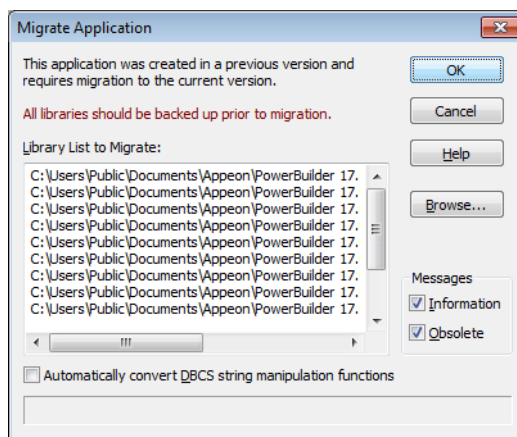 Migrate Application
This application was created in a previous version and
requires migration to the current version.
All libraries should be backed up prior to migration.
Library List to Migrate:
C:\Users\Public\Documents\Appeon\PowerBuilder 17.
C:\Users\Public\Documents\Appeon\PowerBuilder 17.
C:\Users\Public\Documents\Appeon\PowerBuilder 17.
C:\Users\Public\Documents\Appeon\PowerBuilder 17.
C:\Users\Public\Documents\Appeon\PowerBuilder 17.
C:\Users\Public\Documents\Appeon\PowerBuilder 17.
C:\Users\Public\Documents\Appeon\PowerBuilder 17.
C:\Users\Public\Documents\Appeon\PowerBuilder 17.
C:\Users\Public\Documents\Appeon\PowerBuilder 17.
OK
Cancel
Help
Browse...
Messages
Information
Obsolete
Automatically convert DBCS string manipulation functions